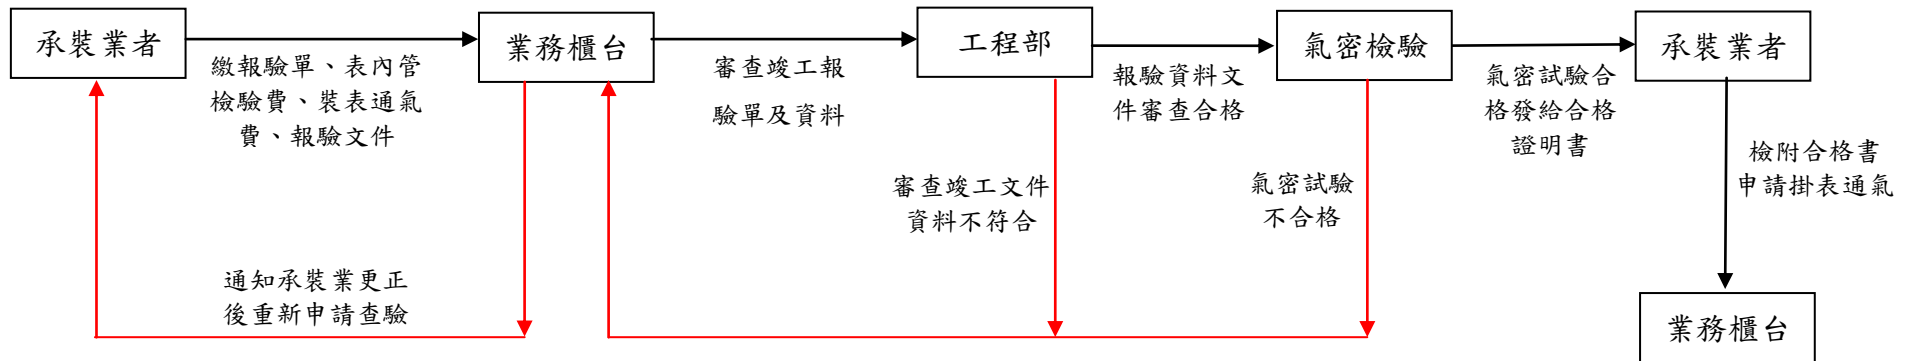 承裝業者
繳報驗單、表內管
檢驗費、裝表通氣
費、報驗文件
業務櫃台
審查竣工報
驗單及資料
工程部
報驗資料文
件審查合格
氣密檢驗
氣密試驗合
格發給合格
證明書
承裝業者
檢附合格書
申請掛表通氣
業務櫃台
審查竣工文件
資料不符合
氣密試驗
不合格
通知承裝業更正
後重新申請查驗